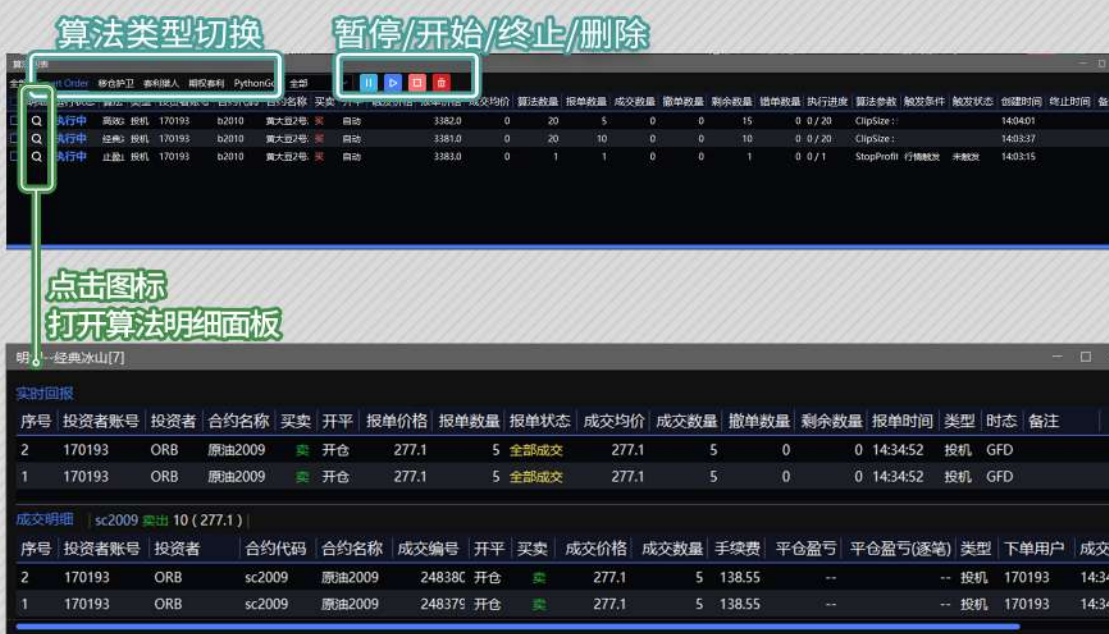 算法类型切换 暂停/开始/终止/删除
Order 移仓护卫 套利猎人 期权套利 PythonGo 全部
买卖 成交均价 算法数量 报单数量 成交数量 撤单数量 剩余数量 错单数量 执行进度 算法参数 触发条件 触发状态 创建时间 终止时间
执行中 投机 170193 b2010 黄大豆2号 买 自动 3382.0 0 20 5 0 0 15 0 0 / 20 ClipSize : 14:04:01
执行中 投机 170193 b2010 黄大豆2号 买 自动 3381.0 0 20 10 0 0 10 0 0 / 20 ClipSize : 14:03:37
执行中 投机 170193 b2010 黄大豆2号 买 自动 3383.0 0 1 1 0 0 1 0 0 / 1 StopProfit 行情触发 未触发 14:03:15
点击图标
打开算法明细面板
经典冰山[7]
实时回报
序号 投资者账号 投资者 合约名称 买卖 开平 报单价格 报单数量 报单状态 成交均价 成交数量 撤单数量 剩余数量 报单时间 类型 时态 备注
2 170193 ORB 原油2009 卖 开仓 277.1 5 全部成交 277.1 5 0 0 14:34:52 投机 GFD
1 170193 ORB 原油2009 卖 开仓 277.1 5 全部成交 277.1 5 0 0 14:34:52 投机 GFD
成交明细 sc2009 卖出 10 ( 277.1 )
序号 投资者账号 投资者 合约代码 合约名称 成交编号 开平 买卖 成交价格 成交数量 手续费 平仓盈亏 平仓盈亏(逐笔) 类型 下单用户 成交
2 170193 ORB sc2009 原油2009 24838 开仓 卖 277.1 5 138.55 -- -- 投机 170193 14:34
1 170193 ORB sc2009 原油2009 248379 开仓 卖 277.1 5 138.55 -- -- 投机 170193 14:34